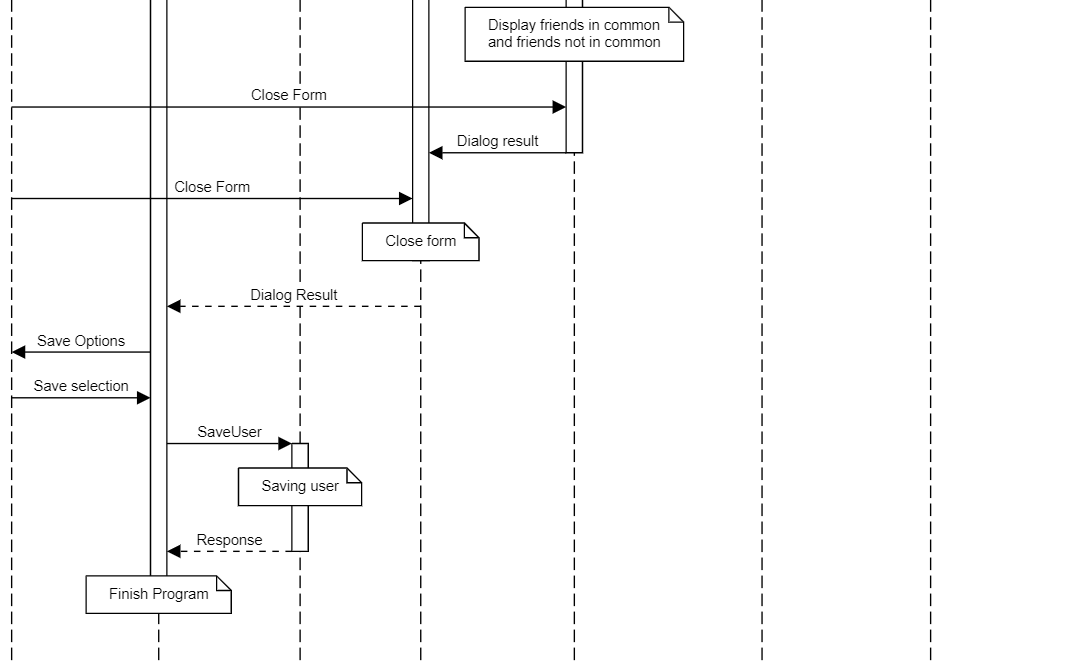 Display friends in common
and friends not in common
Close Form
Dialog result
Close Form
Close form
Dialog Result
Save Options
Save selection
SaveUser
Saving user
Response
Finish Program